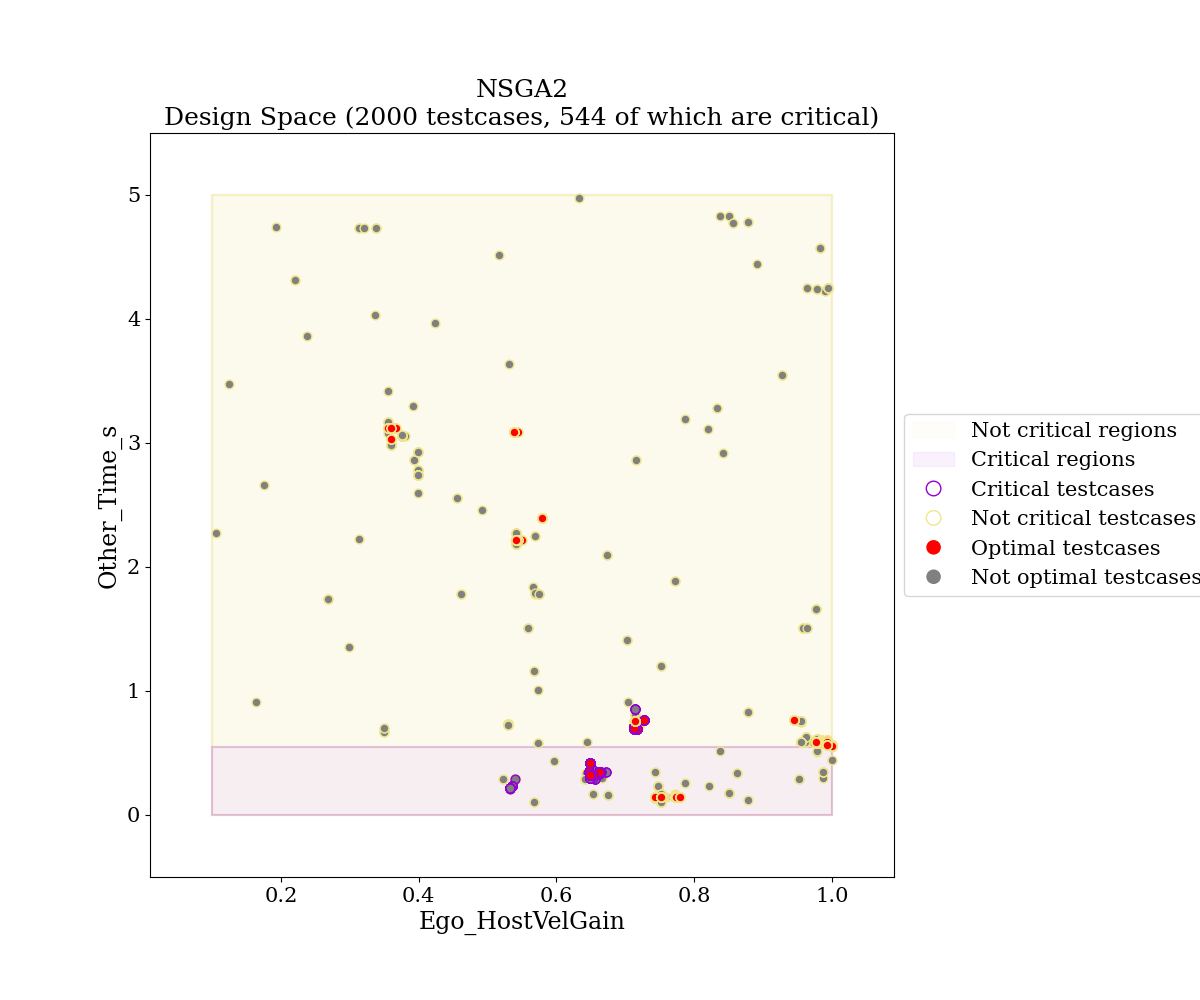 NSGA2
Design Space (2000 testcases, 544 of which are critical)
5
4
3
2
1
0
Other_Time_s
0.2
0.4
0.6
0.8
1.0
Ego_HostVelGain
Not critical regions
Critical regions
Critical testcases
Not critical testcases
Optimal testcases
Not optimal testcases